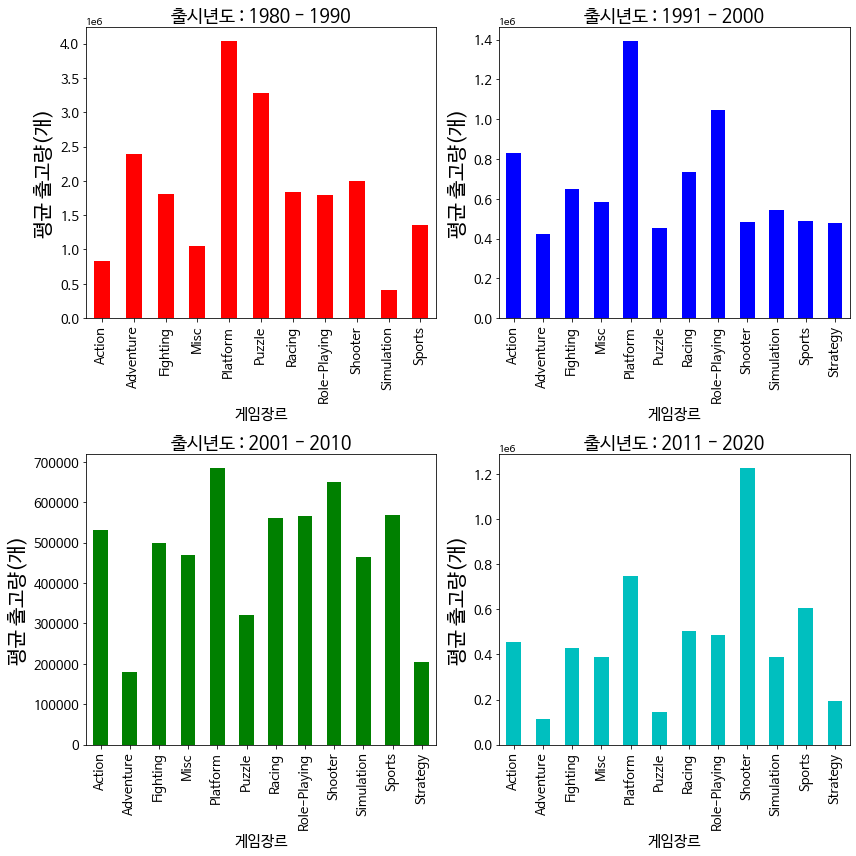 출시년도 : 1980 - 1990
1e6
평균 출고량(개)
4.0
3.5
3.0
2.5
2.0
1.5
1.0
0.5
0.0
Action
Adventure
Fighting
Misc
Platform
Puzzle
Racing
Role-Playing
Shooter
Simulation
Sports
게임장르
출시년도 : 1991 - 2000
1e6
평균 출고량(개)
1.4
1.2
1.0
0.8
0.6
0.4
0.2
0.0
Action
Adventure
Fighting
Misc
Platform
Puzzle
Racing
Role-Playing
Shooter
Simulation
Sports
Strategy
게임장르
출시년도 : 2001 - 2010
평균 출고량(개)
700000
600000
500000
400000
300000
200000
100000
0
Action
Adventure
Fighting
Misc
Platform
Puzzle
Racing
Role-Playing
Shooter
Simulation
Sports
Strategy
게임장르
출시년도 : 2011 - 2020
1e6
평균 출고량(개)
1.2
1.0
0.8
0.6
0.4
0.2
0.0
Action
Adventure
Fighting
Misc
Platform
Puzzle
Racing
Role-Playing
Shooter
Simulation
Sports
Strategy
게임장르